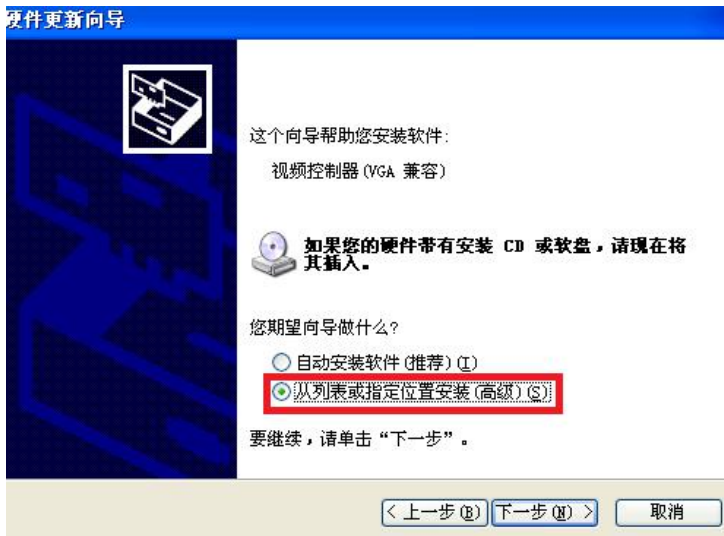 硬件更新向导
这个向导帮助您安装软件:
视频控制器(VGA 兼容)
如果您的硬件带有安装 CD 或软盘，请现在将
其插入。
您期望向导做什么?
自动安装软件(推荐)(I)
从列表或指定位置安装(高级)(S)
要继续，请单击“下一步”。
< 上一步(B) 下一步(N) > 取消